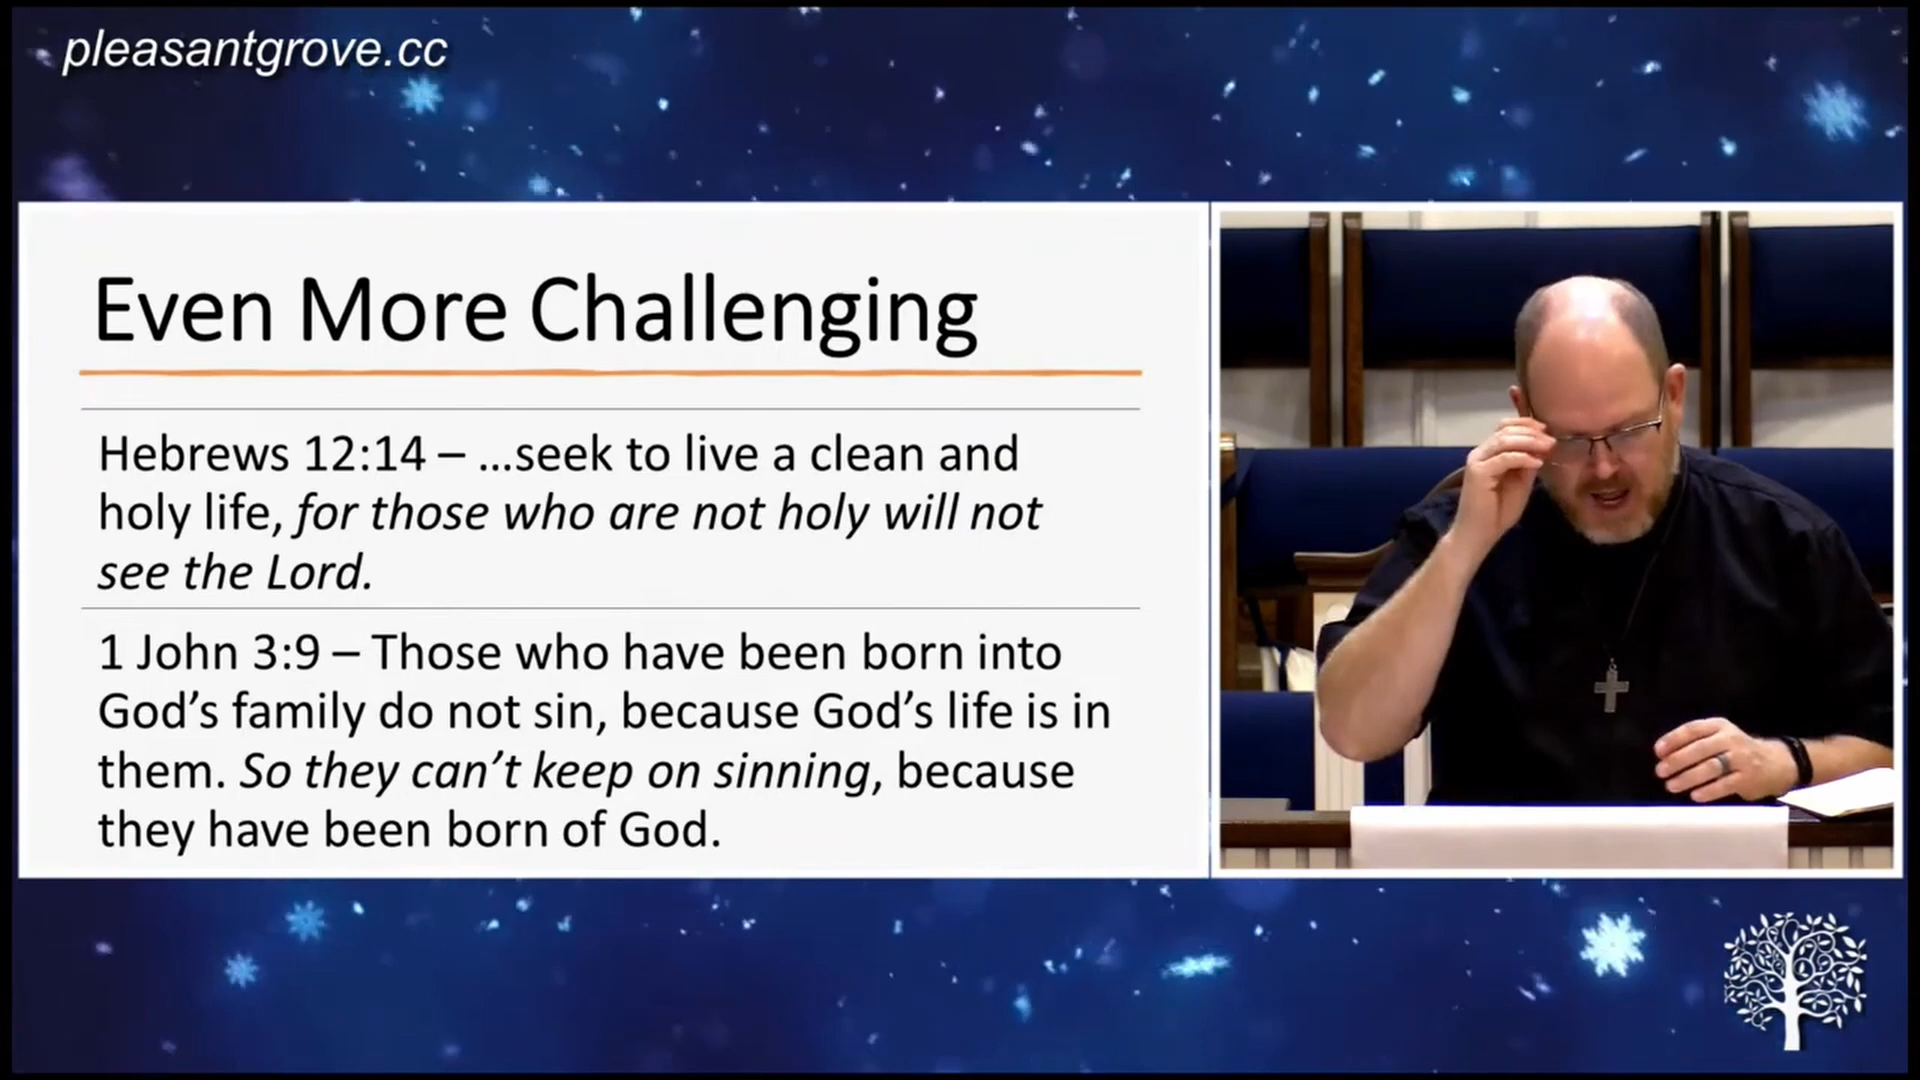 pleasantgrove.cc
Even More Challenging
Hebrews 12:14 – ...seek to live a clean and
holy life, for those who are not holy will not
see the Lord.
1 John 3:9 – Those who have been born into
God's family do not sin, because God's life is in
them. So they can't keep on sinning, because
they have been born of God.